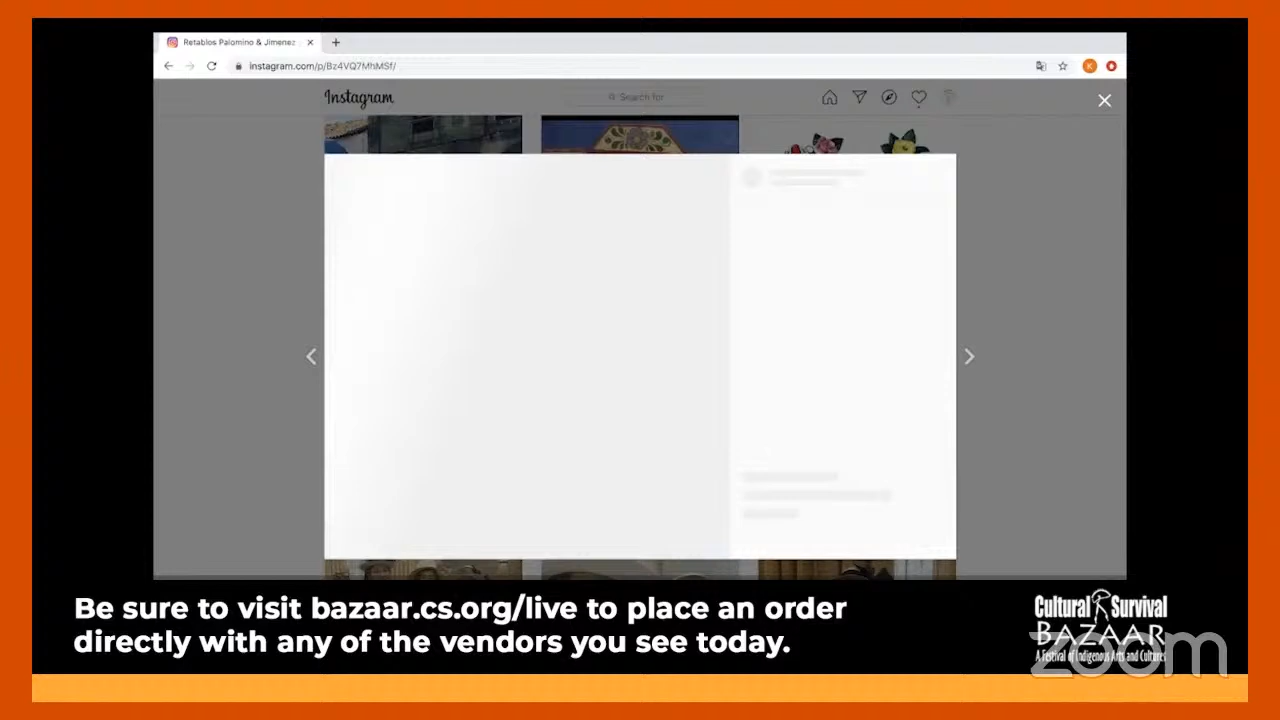 Retablos Palomino & Jimenez
instagram.com/p/Bz4VQ7MhMSf/
Instagram
Search for
K
Be sure to visit bazaar.cs.org/live to place an order
directly with any of the vendors you see today.
Cultural Survival
BAZAAR
A Festival of Indigenous Arts and Cultures
zoom